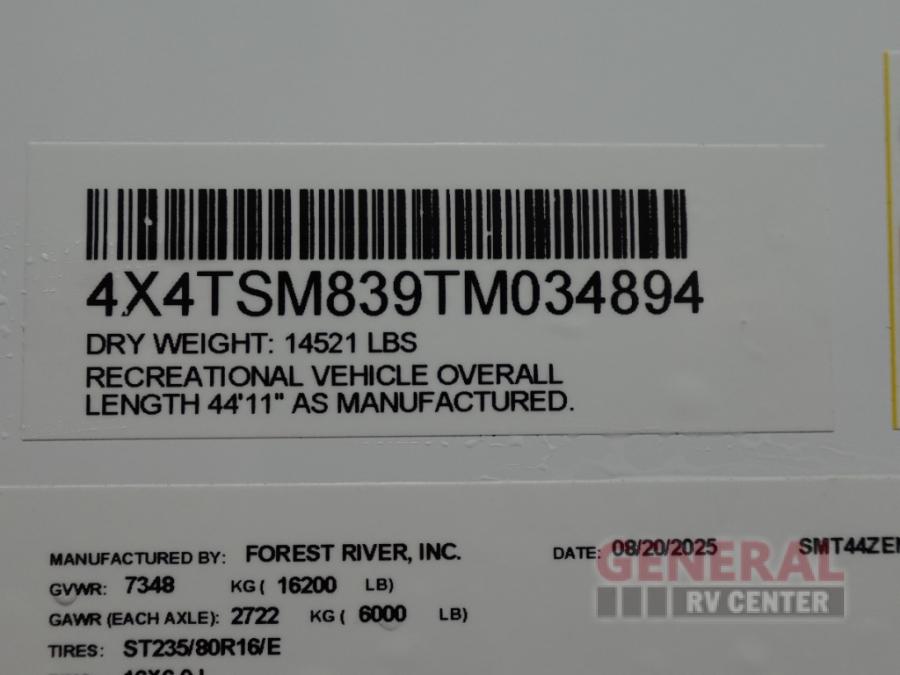 4X4TSM839TM034894
DRY WEIGHT: 14521 LBS
RECREATIONAL VEHICLE OVERALL
LENGTH 44'11" AS MANUFACTURED.
MANUFACTURED BY: FOREST RIVER, INC. DATE: 08/20/2025 SMT44ZEN
GVWR: 7348 KG ( 16200 LB)
GAWR (EACH AXLE): 2722 KG ( 6000 LB)
TIRES: ST235/80R16/E
GENERAL
RV CENTER